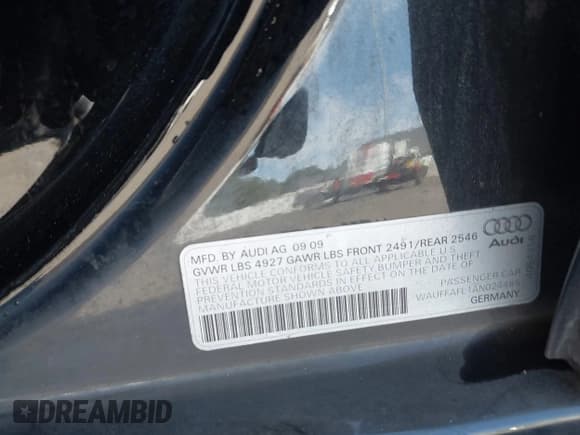 MFD. BY AUDI AG 09 09
GVWR LBS 4927 GAWR LBS FRONT 2491/REAR 2546
THIS VEHICLE CONFORMS TO ALL APPLICABLE U.S.
FEDERAL MOTOR VEHICLE SAFETY BUMPER AND THEFT
PREVENTION STANDARDS IN EFFECT ON THE DATE OF
MANUFACTURE SHOWN ABOVE.
Audi
PASSENGER CAR
GERMANY
DREAMBID